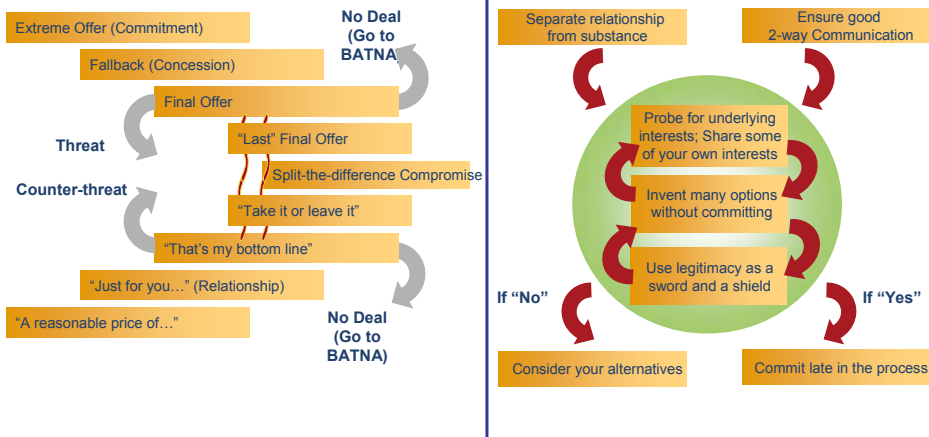 No Deal
(Go to
BATNA)
Extreme Offer (Commitment)
Fallback (Concession)
Final Offer
Threat
"Last" Final Offer
Split-the-difference Compromise
Counter-threat
"Take it or leave it"
"That's my bottom line"
"Just for you…" (Relationship)
"A reasonable price of…"
No Deal
(Go to
BATNA)
Separate relationship
from substance
Ensure good
2-way Communication
Probe for underlying
interests; Share some
of your own interests
Invent many options
without committing
Use legitimacy as a
sword and a shield
If "No"
If "Yes"
Consider your alternatives
Commit late in the process